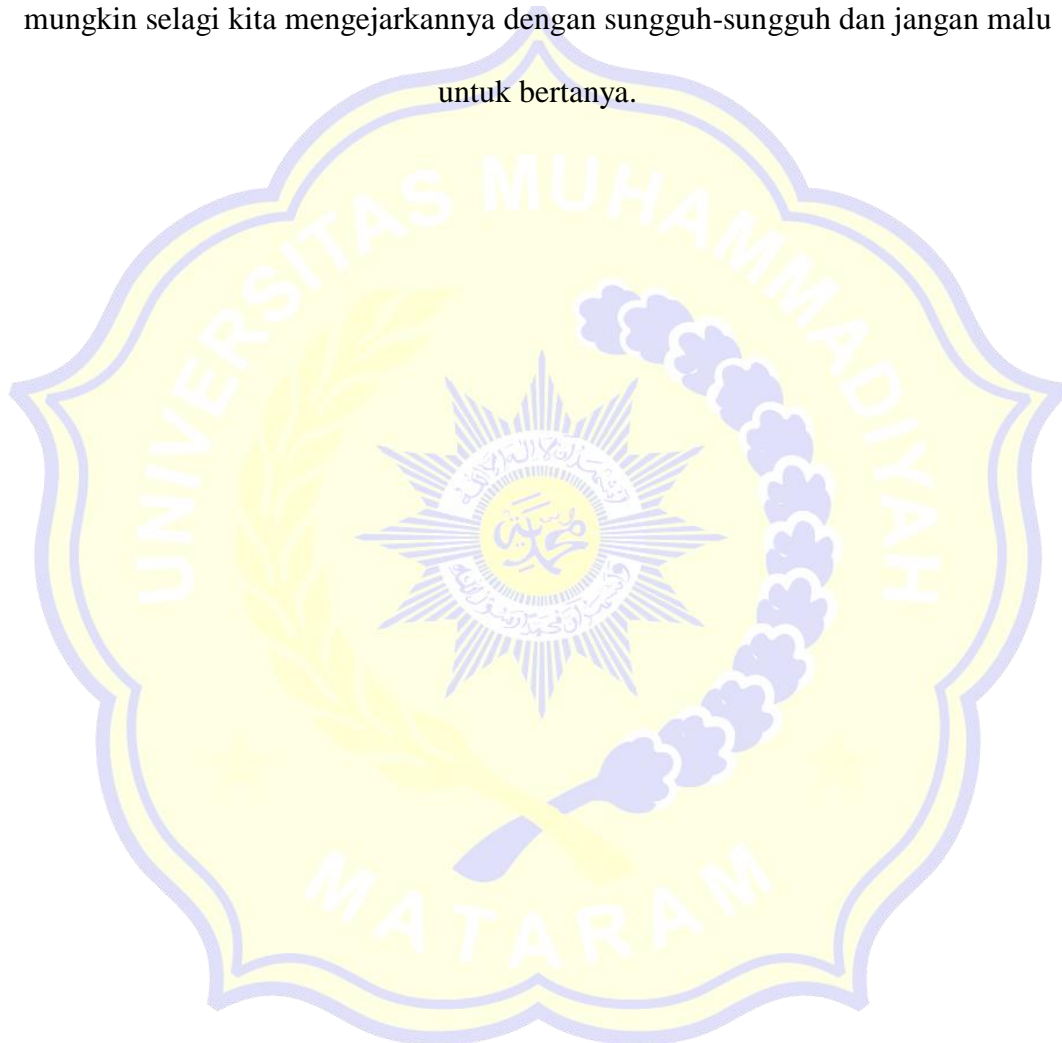 mungkin selagi kita mengejarkannya dengan sungguh-sungguh dan jangan malu
untuk bertanya.
UNIVERSITAS MUHAMMADIYAH
MATARAM